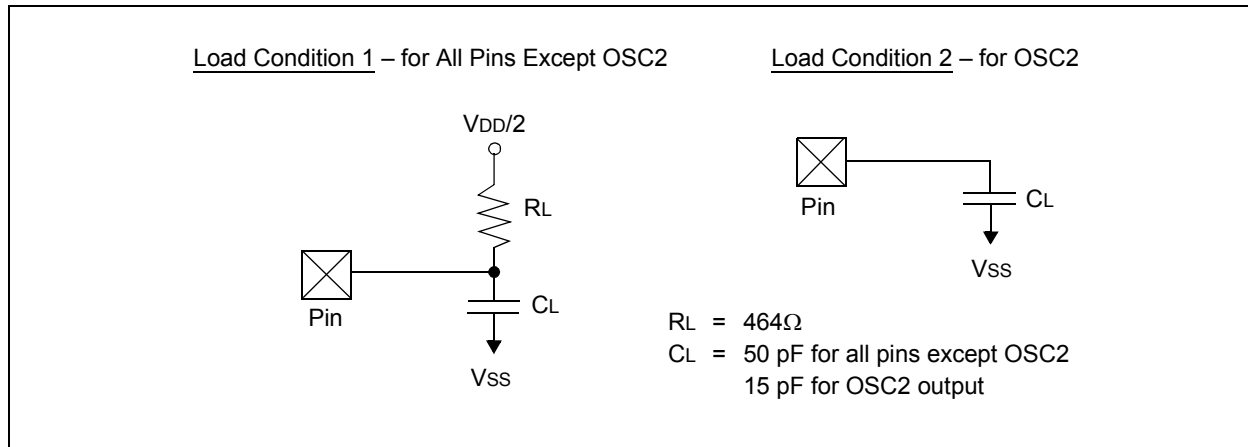 Load Condition 1 – for All Pins Except OSC2
Load Condition 2 – for OSC2
VDD/2
RL
Pin
CL
VSS
Pin
CL
VSS
RL = 464Ω
CL = 50 pF for all pins except OSC2
15 pF for OSC2 output